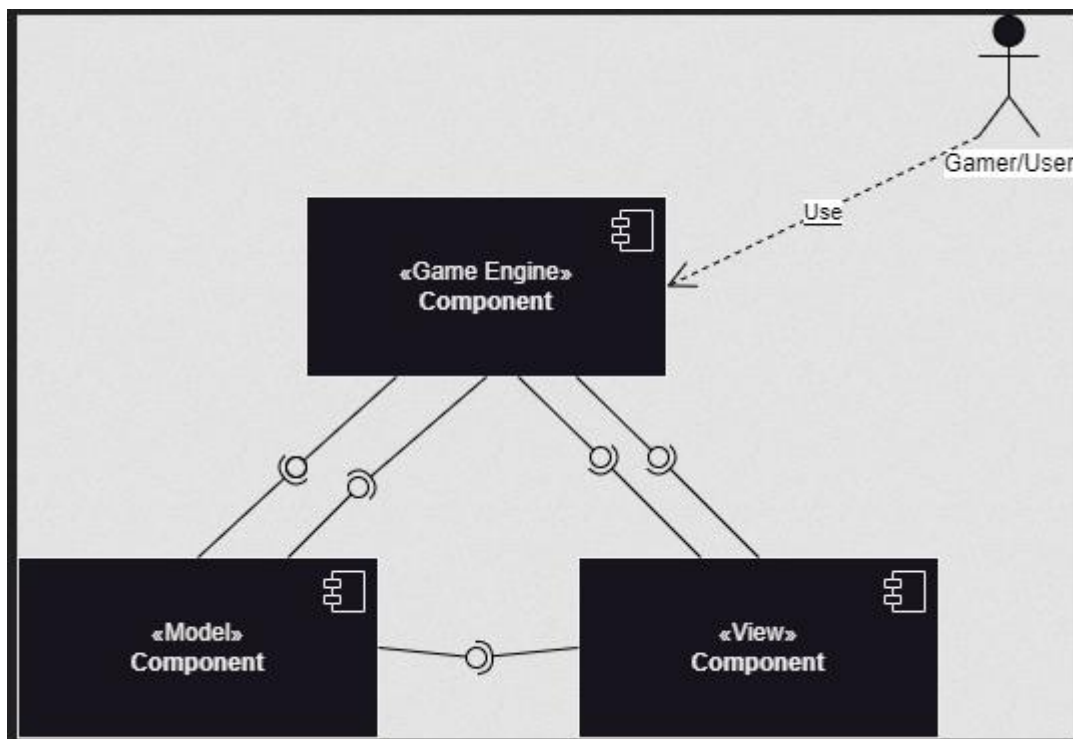 Gamer/User
Use
«Game Engine»
Component
«Model»
Component
«View»
Component